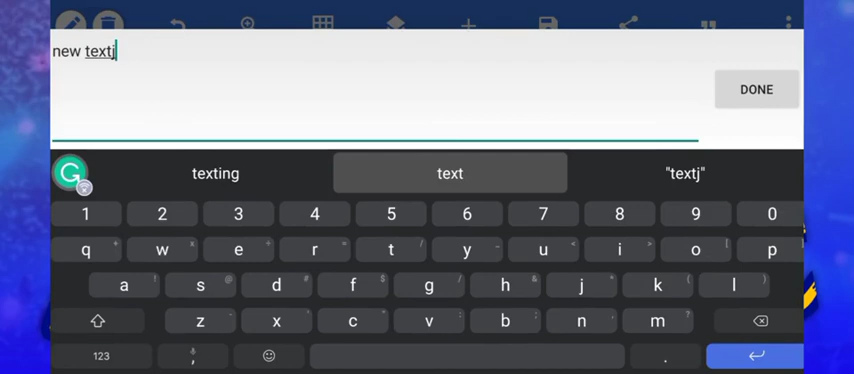 new textj
DONE
texting text "textj"
1 2 3 4 5 6 7 8 9 0
q w e r t y u i o p
a s d f g h j k l
z x c v b n m
123 , .